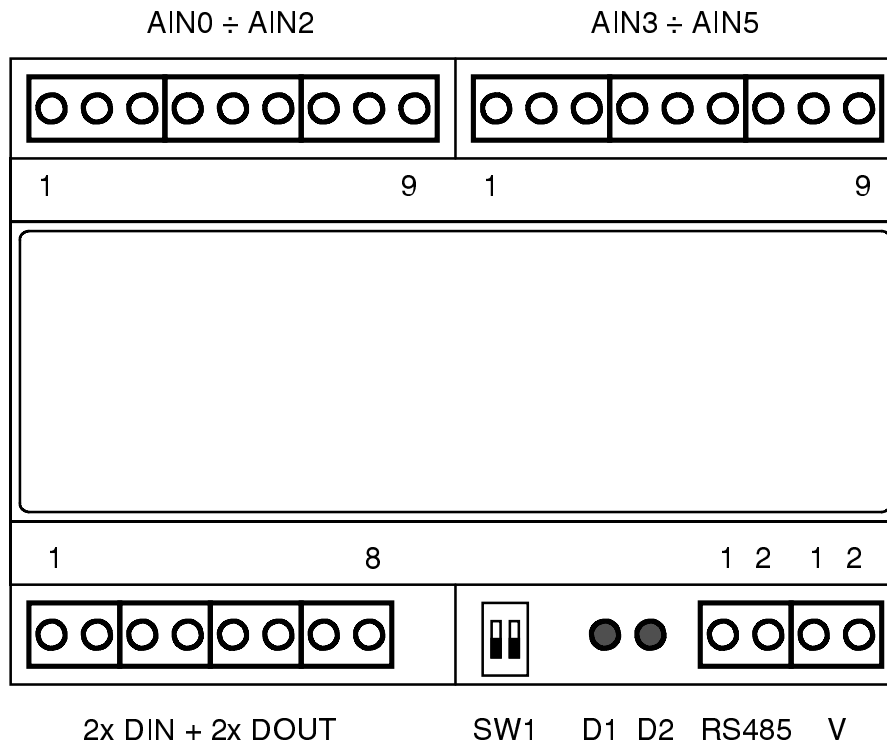 AIN0 ÷ AIN2 AIN3 ÷ AIN5
1 9 1 9
1 8 1 2 1 2
2x DIN + 2x DOUT SW1 D1 D2 RS485 V